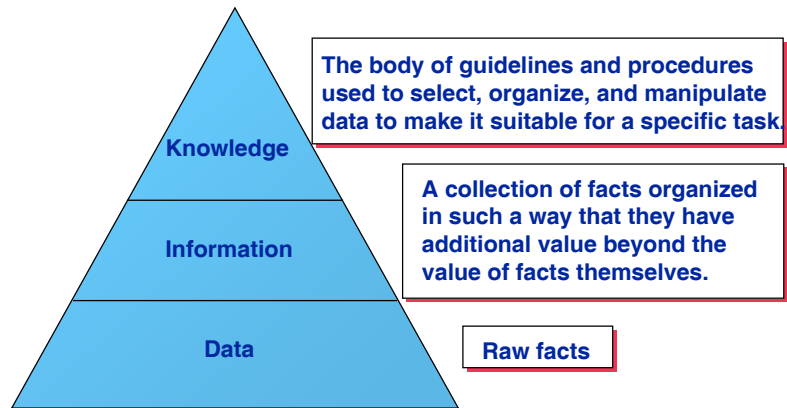 The body of guidelines and procedures
used to select, organize, and manipulate
data to make it suitable for a specific task.
Knowledge
A collection of facts organized
in such a way that they have
additional value beyond the
value of facts themselves.
Information
Data
Raw facts